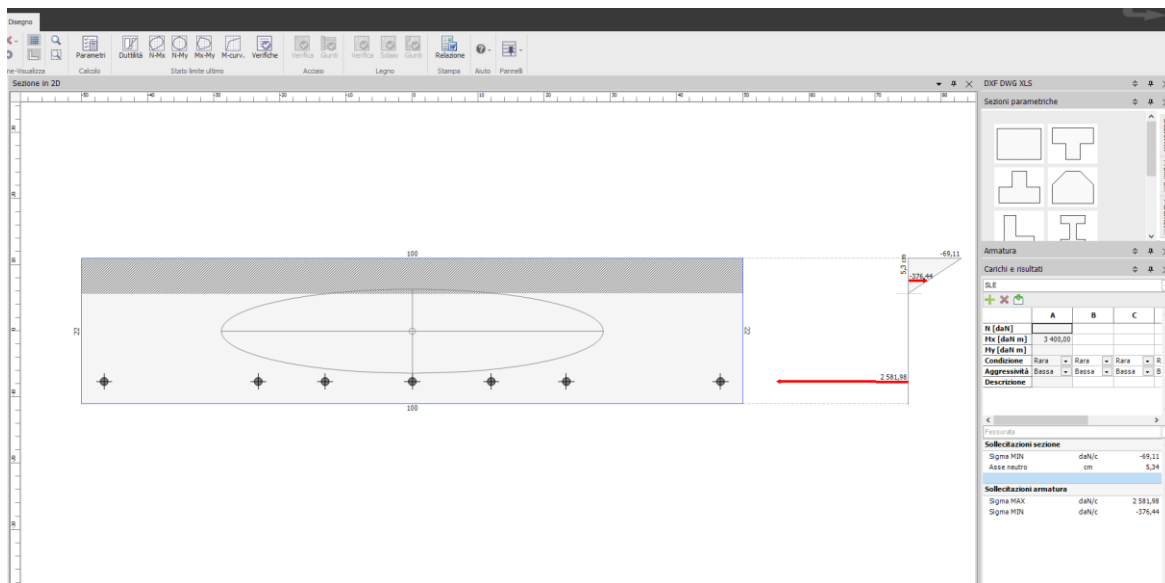 Disegno
Parametri
Duttilità N-Mx N-My Mx-My M-curv. Verifiche
Verifica Giunti
Verifica Solaio Giunti
Relazione
ne-Visualizza Calcolo Stato limite ultimo Acciaio Legno Stampa Aiuto Pannelli
Sezione in 2D
DXF DWG XLS
Sezioni parametriche
100
-69,11
5,3 cm
-376,44
22
22
2 581,98
100
Armatura
Carichi e risultati
SLE
A B C
N [daN]
Mx [daN m] 3 400,00
My [daN m]
Condizione Rara Rara Rara R
Aggressività Bassa Bassa Bassa B
Descrizione
Fessurata
Sollecitazioni sezione
Sigma MIN daN/c -69,11
Asse neutro cm 5,34
Sollecitazioni armatura
Sigma MAX daN/c 2 581,98
Sigma MIN daN/c -376,44